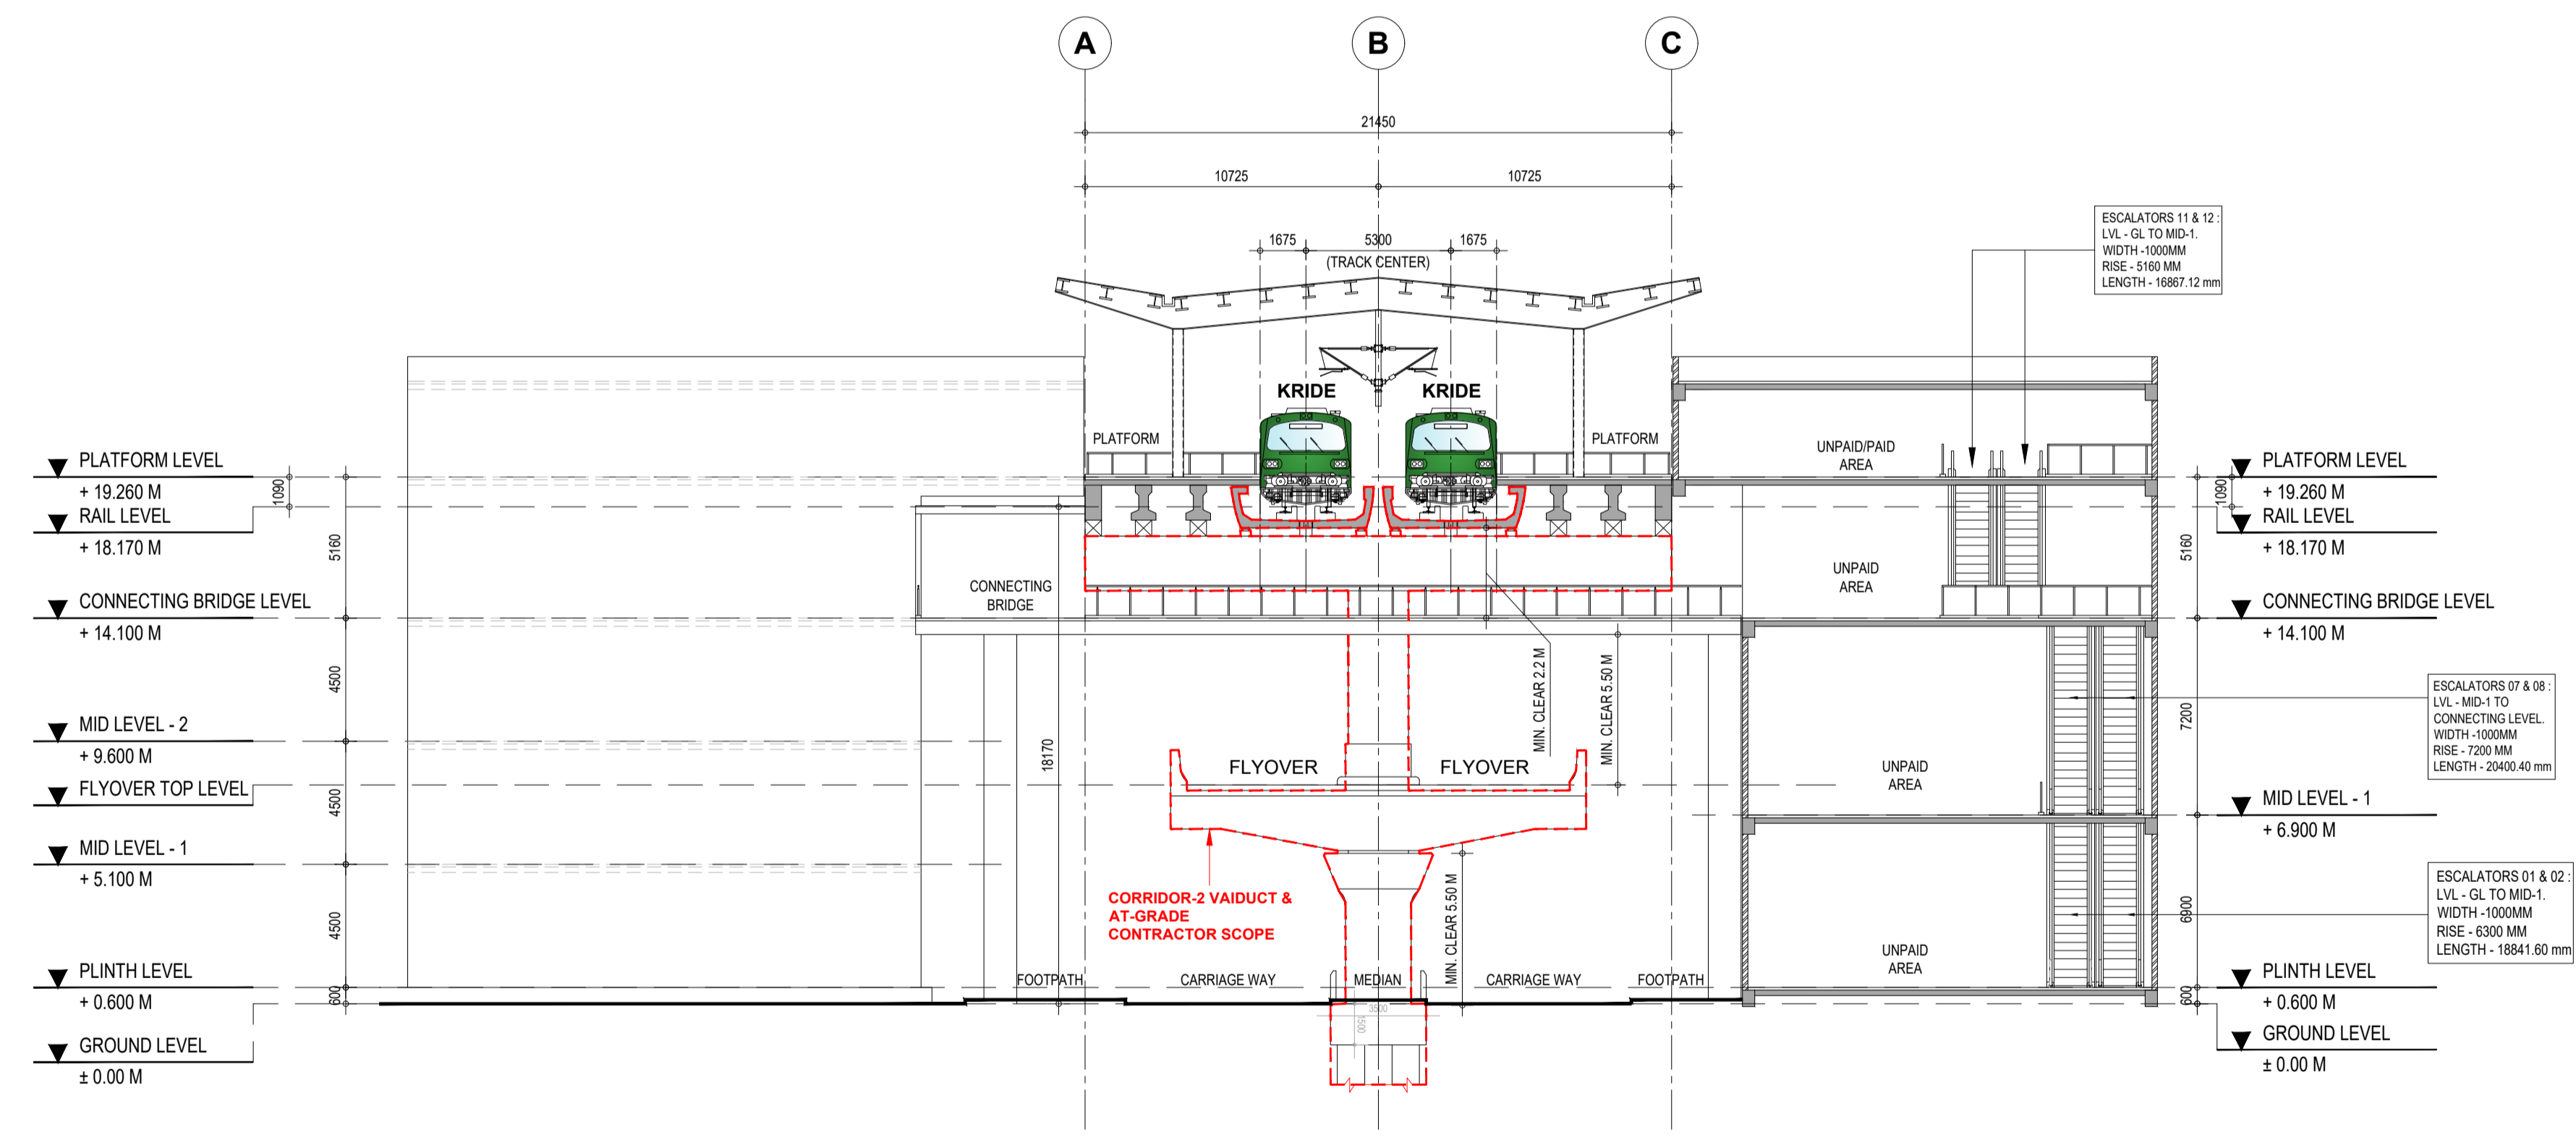 A
B
C
21450
10725
10725
1675
5300
1675
(TRACK CENTER)
ESCALATORS 11 & 12 :
LVL - GL TO MID-1.
WIDTH -1000MM
RISE - 5160 MM
LENGTH - 16867.12 mm
KRIDE
KRIDE
PLATFORM
PLATFORM
UNPAID/PAID
AREA
PLATFORM LEVEL
+ 19.260 M
RAIL LEVEL
+ 18.170 M
1090
5160
CONNECTING BRIDGE LEVEL
+ 14.100 M
4500
MID LEVEL - 2
+ 9.600 M
FLYOVER TOP LEVEL
4500
MID LEVEL - 1
+ 5.100 M
4500
PLINTH LEVEL
+ 0.600 M
600
GROUND LEVEL
± 0.00 M
CONNECTING
BRIDGE
18170
MIN. CLEAR 2.2 M
MIN. CLEAR 5.50 M
FLYOVER
FLYOVER
CORRIDOR-2 VAIDUCT &
AT-GRADE
CONTRACTOR SCOPE
MIN. CLEAR 5.50 M
FOOTPATH
CARRIAGE WAY
MEDIAN
CARRIAGE WAY
FOOTPATH
3500
1500
UNPAID
AREA
UNPAID
AREA
UNPAID
AREA
PLATFORM LEVEL
+ 19.260 M
1090
RAIL LEVEL
+ 18.170 M
5160
CONNECTING BRIDGE LEVEL
+ 14.100 M
7200
ESCALATORS 07 & 08 :
LVL - MID-1 TO
CONNECTING LEVEL.
WIDTH -1000MM
RISE - 7200 MM
LENGTH - 20400.40 mm
MID LEVEL - 1
+ 6.900 M
6900
ESCALATORS 01 & 02 :
LVL - GL TO MID-1.
WIDTH -1000MM
RISE - 6300 MM
LENGTH - 18841.60 mm
PLINTH LEVEL
+ 0.600 M
600
GROUND LEVEL
± 0.00 M